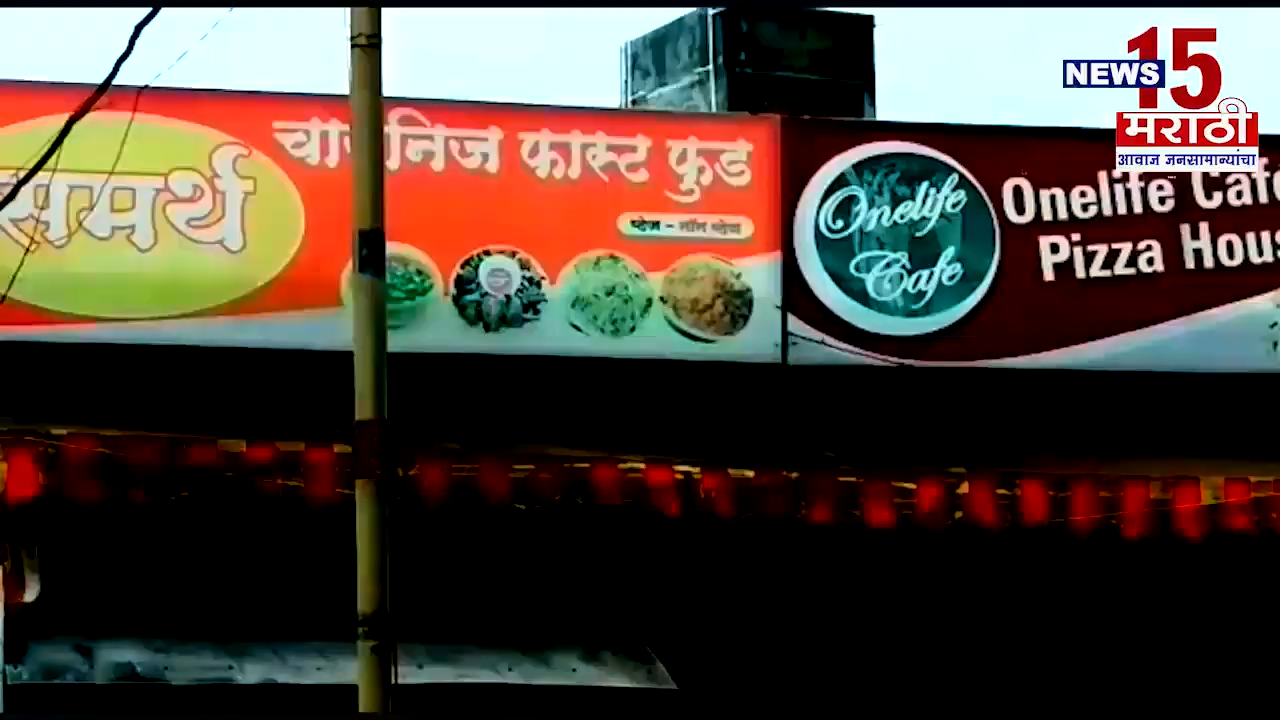 समर्थ
चायनिज फास्ट फुड
व्हेज - नॉन व्हेज
Onelife
Cafe
Onelife Cafe
Pizza Hous
NEWS 15
मराठी
आवाज जनसामान्यांचा